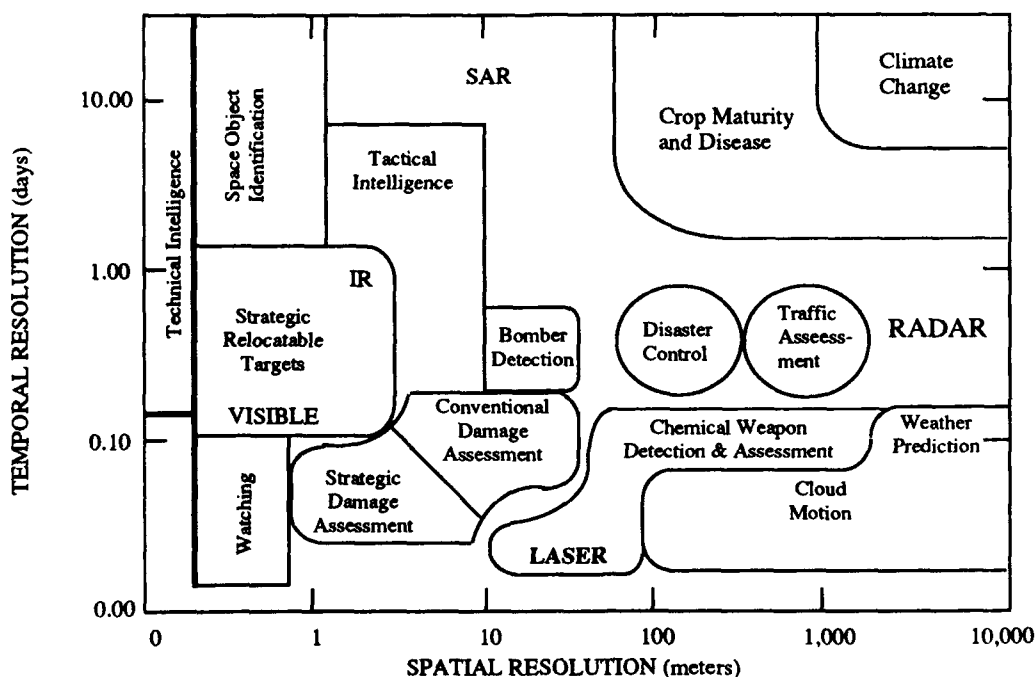 TEMPORAL RESOLUTION (days)
10.00
1.00
0.10
0.00
Technical Intelligence
Space Object
Identification
SAR
Tactical
Intelligence
Crop Maturity
and Disease
Climate
Change
IR
Strategic
Relocatable
Targets
VISIBLE
Bomber
Detection
Disaster
Control
Traffic
Asseess-
ment
RADAR
Watching
Strategic
Damage
Assessment
Conventional
Damage
Assessment
Chemical Weapon
Detection & Assessment
Weather
Prediction
Cloud
Motion
LASER
0
1
10
100
1,000
10,000
SPATIAL RESOLUTION (meters)